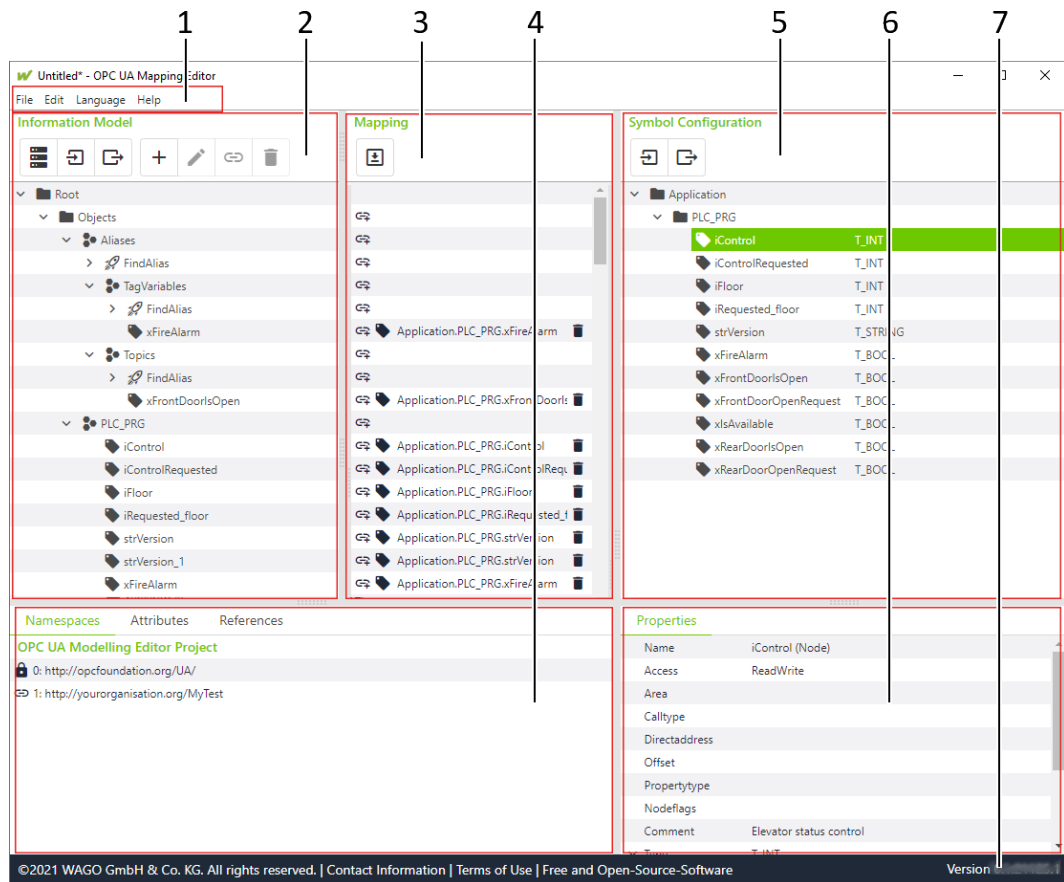 1 2 3 4 5 6 7
Untitled* - OPC UA Mapping Editor
File Edit Language Help
Information Model
Root
Objects
Aliases
FindAlias
TagVariables
FindAlias
xFireAlarm
Topics
FindAlias
xFrontDoorIsOpen
PLC_PRG
iControl
iControlRequested
iFloor
iRequested_floor
strVersion
strVersion_1
xFireAlarm
Mapping
Application.PLC_PRG.xFireAlarm
Application.PLC_PRG.xFrontDoorIs
Application.PLC_PRG.iControl
Application.PLC_PRG.iControlRequ
Application.PLC_PRG.iFloor
Application.PLC_PRG.iRequested_f
Application.PLC_PRG.strVersion
Application.PLC_PRG.strVersion
Application.PLC_PRG.xFireAlarm
Symbol Configuration
Application
PLC_PRG
iControl T_INT
iControlRequested T_INT
iFloor T_INT
iRequested_floor T_INT
strVersion T_STRING
xFireAlarm T_BOOL
xFrontDoorIsOpen T_BOOL
xFrontDoorOpenRequest T_BOOL
xIsAvailable T_BOOL
xRearDoorIsOpen T_BOOL
xRearDoorOpenRequest T_BOOL
Namespaces Attributes References
OPC UA Modelling Editor Project
0: http://opcfoundation.org/UA/
1: http://yourorganisation.org/MyTest
Properties
Name iControl (Node)
Access ReadWrite
Area
Calltype
Directaddress
Offset
Propertytype
Nodeflags
Comment Elevator status control
Type T_INT
©2021 WAGO GmbH & Co. KG. All rights reserved. | Contact Information | Terms of Use | Free and Open-Source-Software
Version